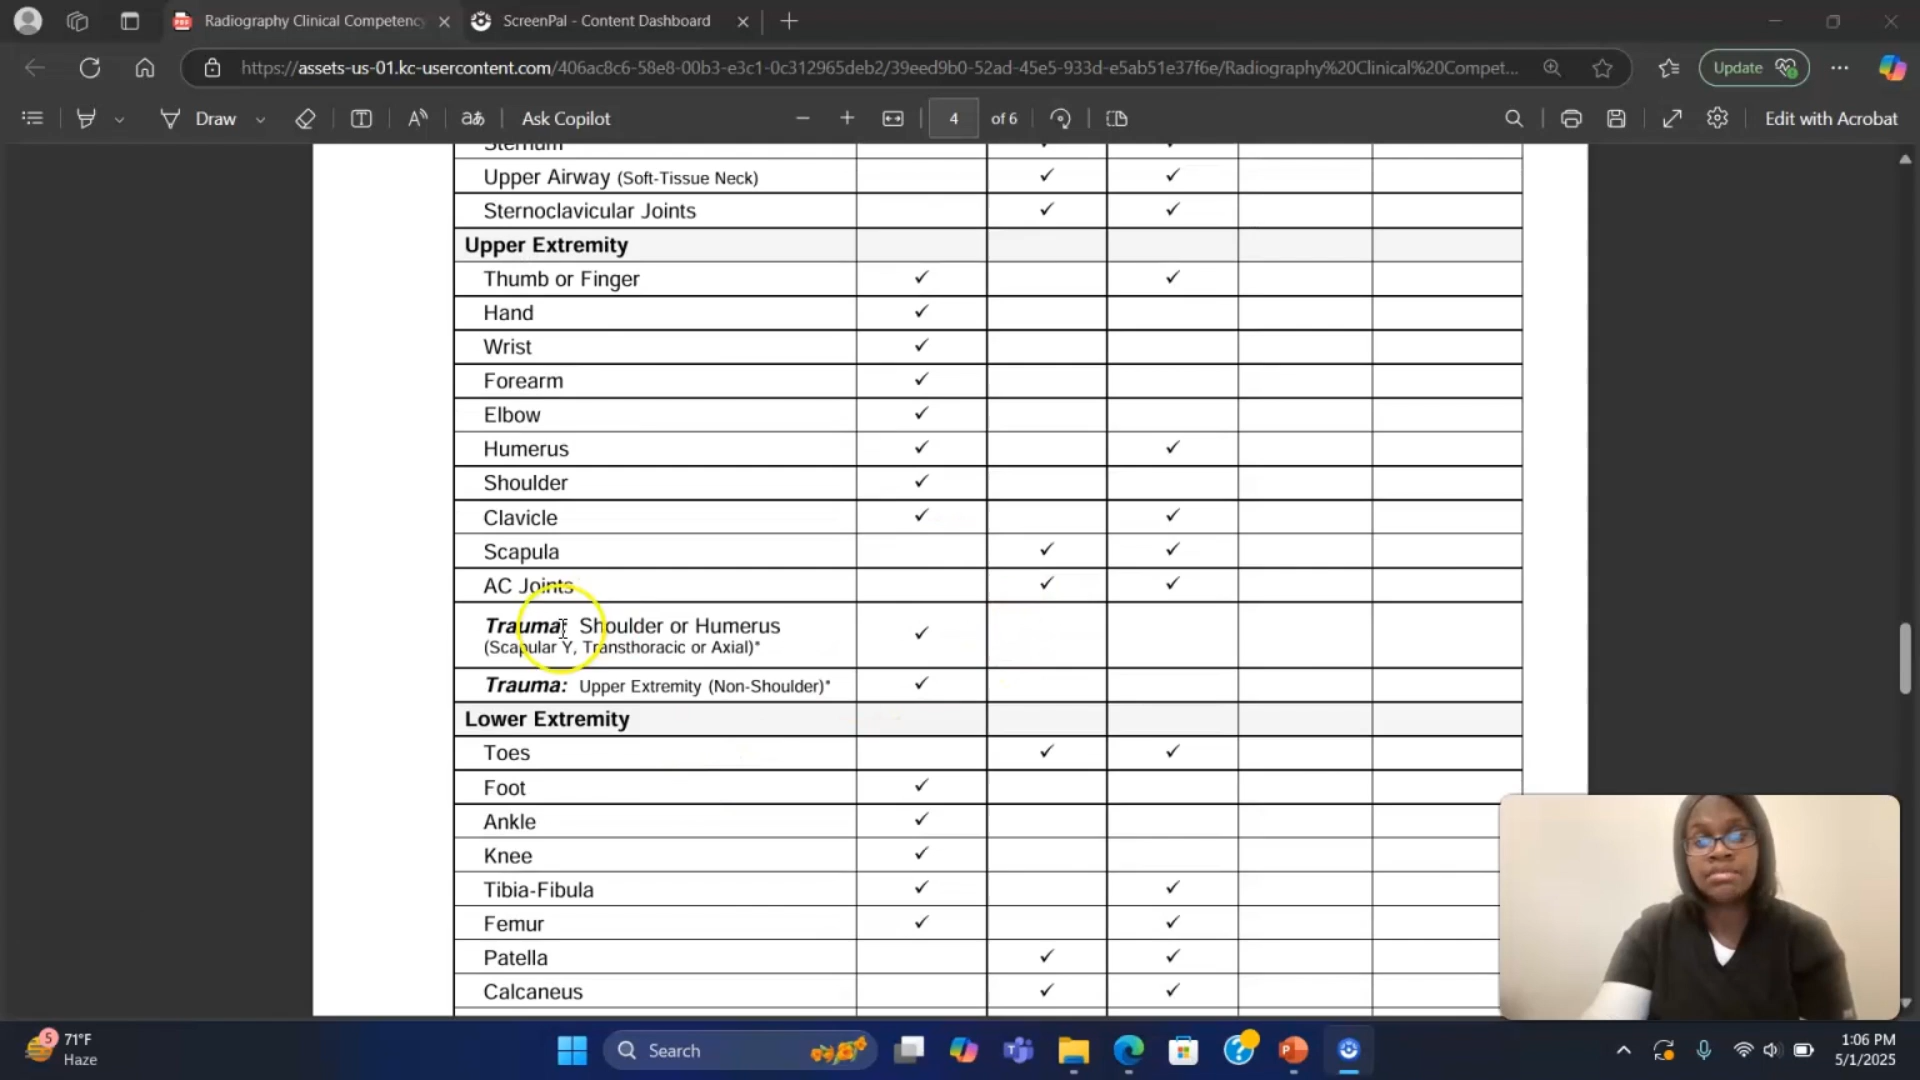 Radiography Clinical Competency
ScreenPal - Content Dashboard
https://assets-us-01.kc-usercontent.com/406ac8c6-58e8-00b3-e3c1-0c312965deb2/39eed9b0-52ad-45e5-933d-e5ab51e37f6e/Radiography%20Clinical%20Compet...
Update
Draw
Ask Copilot
4 of 6
Edit with Acrobat
Sternum ✓ ✓
Upper Airway (Soft-Tissue Neck) ✓ ✓
Sternoclavicular Joints ✓ ✓
Upper Extremity
Thumb or Finger ✓ ✓
Hand ✓
Wrist ✓
Forearm ✓
Elbow ✓
Humerus ✓ ✓
Shoulder ✓
Clavicle ✓ ✓
Scapula ✓ ✓
AC Joints ✓ ✓
Trauma: Shoulder or Humerus
(Scapular Y, Transthoracic or Axial)* ✓
Trauma: Upper Extremity (Non-Shoulder)* ✓
Lower Extremity
Toes ✓ ✓
Foot ✓
Ankle ✓
Knee ✓
Tibia-Fibula ✓ ✓
Femur ✓ ✓
Patella ✓ ✓
Calcaneus ✓ ✓
5
71°F
Haze
Search
1:06 PM
5/1/2025